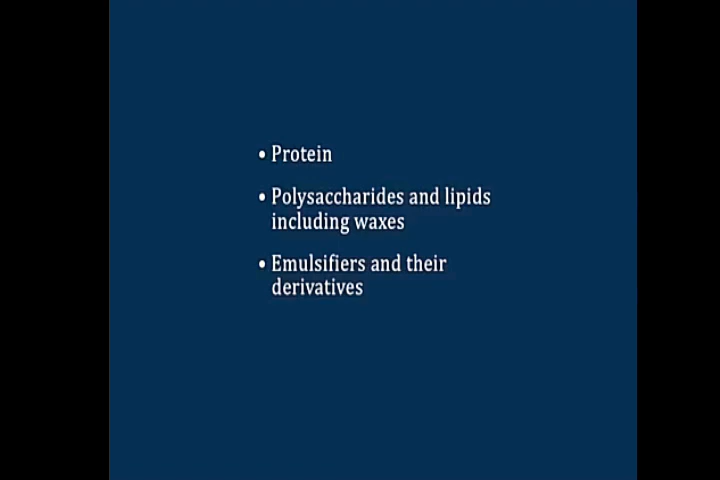 • Protein
• Polysaccharides and lipids
including waxes
• Emulsifiers and their
derivatives